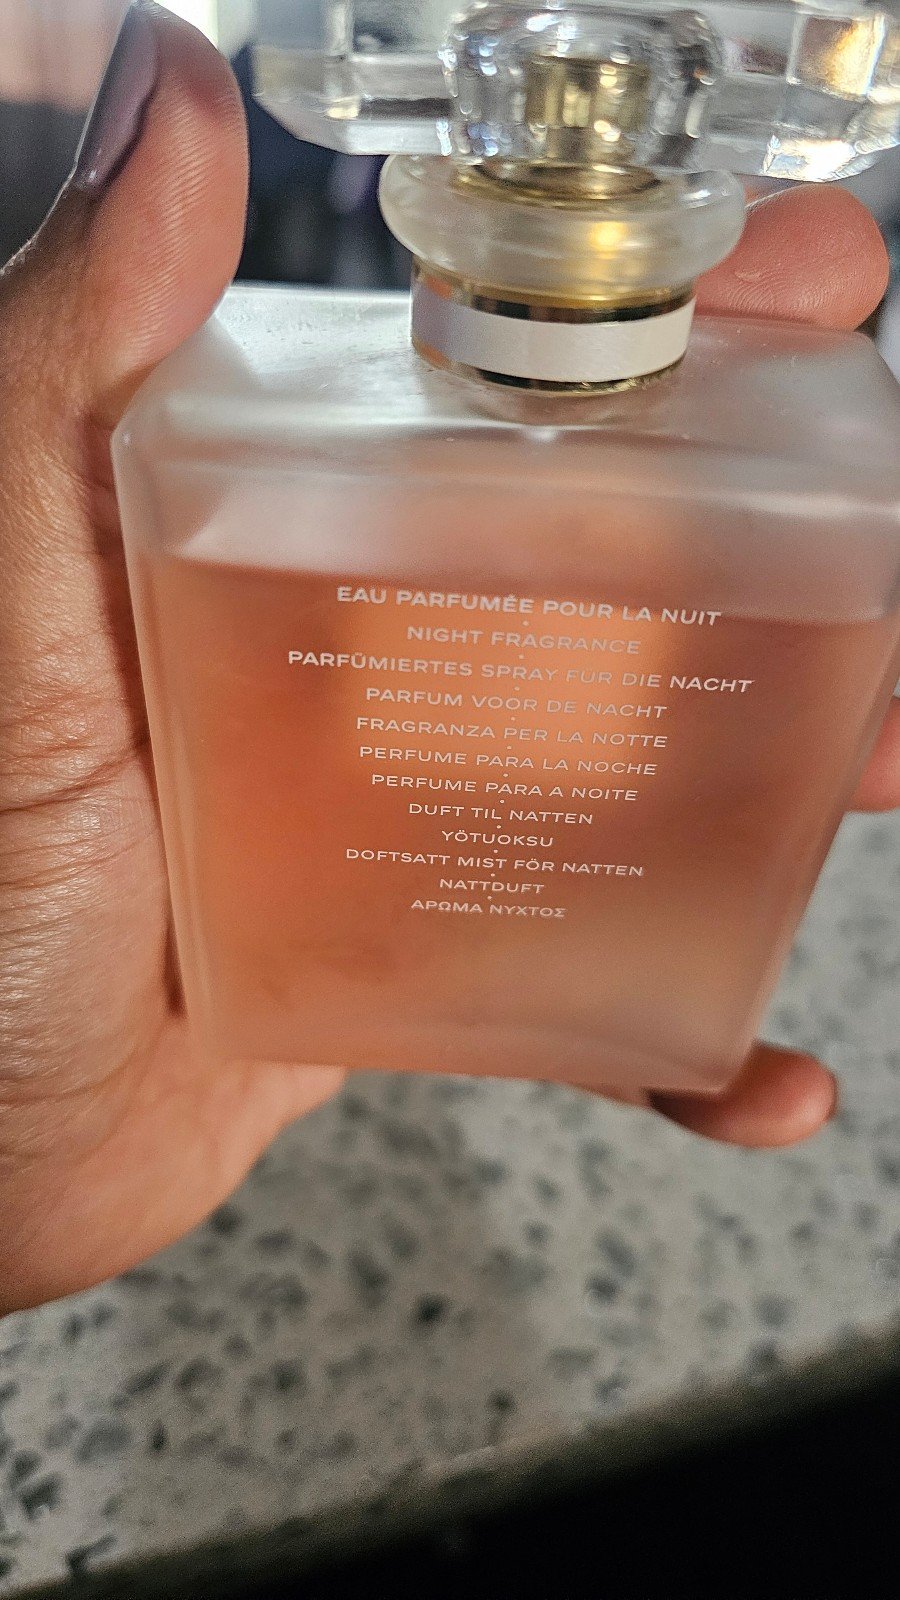 EAU PARFUMÉE POUR LA NUIT
NIGHT FRAGRANCE
PARFÜMIERTES SPRAY FÜR DIE NACHT
PARFUM VOOR DE NACHT
FRAGRANZA PER LA NOTTE
PERFUME PARA LA NOCHE
PERFUME PARA A NOITE
DUFT TIL NATTEN
YÖTUOKSU
DOFTSATT MIST FÖR NATTEN
NATTDUFT
ΑΡΩΜΑ ΝΥΧΤΟΣ